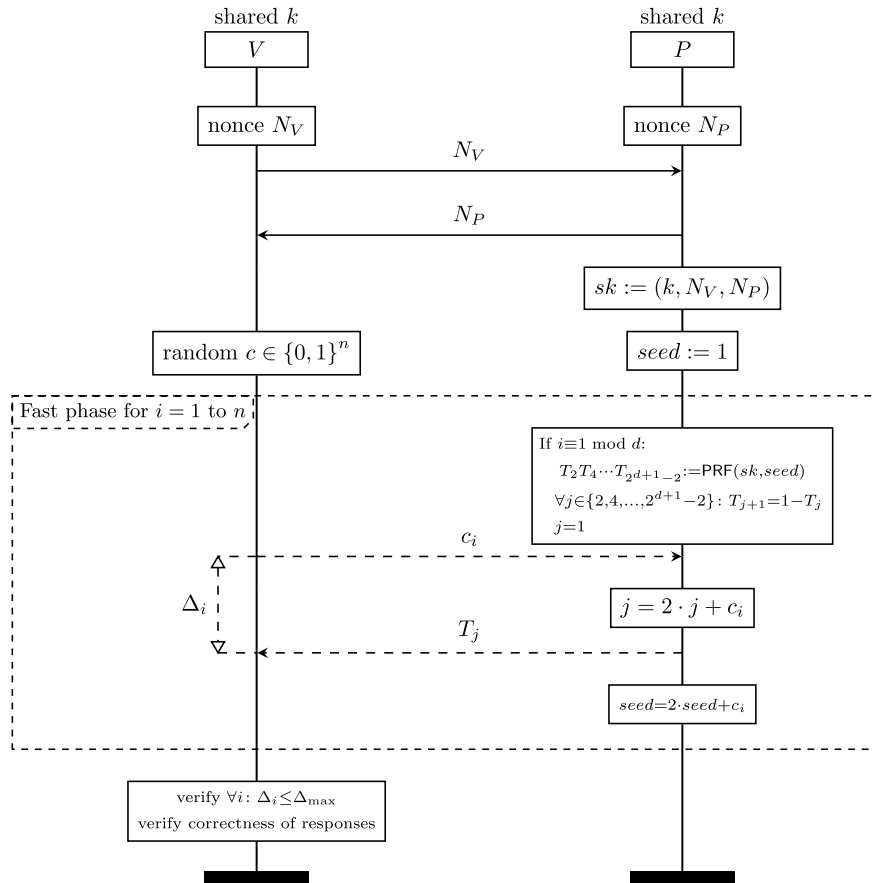 shared k
shared k
V
P
nonce N_V
nonce N_P
N_V
N_P
sk := (k, N_V, N_P)
random c ∈ {0, 1}^n
seed := 1
Fast phase for i = 1 to n
If i≡1 mod d:
T_2T_4⋯T_{2^{d+1}−2}:=PRF(sk,seed)
∀j∈{2,4,...,2^{d+1}−2}: T_{j+1}=1−T_j
j=1
c_i
Δ_i
j = 2 · j + c_i
T_j
seed=2·seed+c_i
verify ∀i: Δ_i≤Δ_max
verify correctness of responses